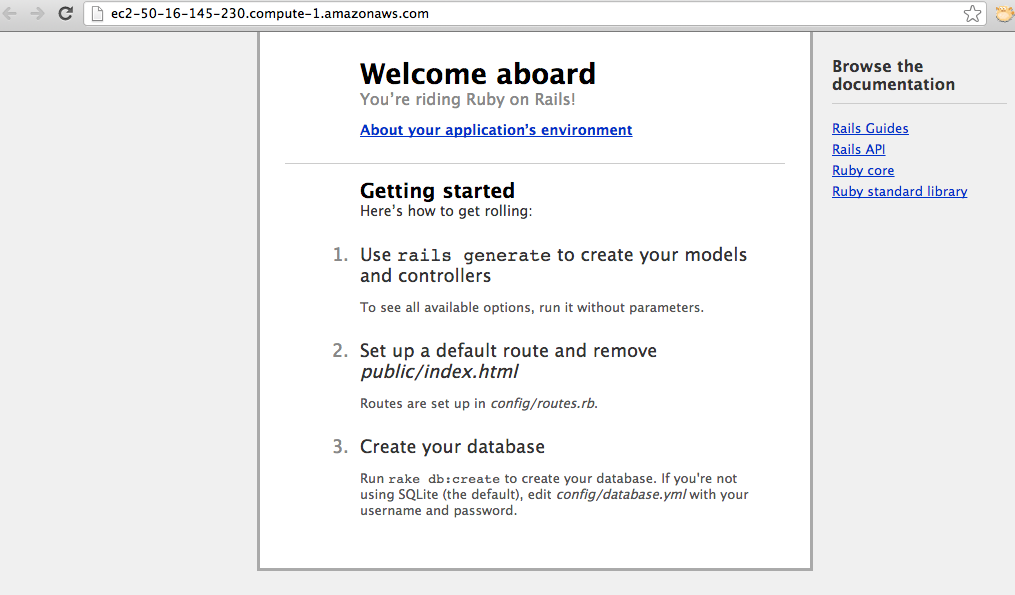 ec2-50-16-145-230.compute-1.amazonaws.com
Welcome aboard
You’re riding Ruby on Rails!
About your application’s environment
Getting started
Here’s how to get rolling:
1. Use rails generate to create your models
and controllers
To see all available options, run it without parameters.
2. Set up a default route and remove
public/index.html
Routes are set up in config/routes.rb.
3. Create your database
Run rake db:create to create your database. If you're not
using SQLite (the default), edit config/database.yml with your
username and password.
Browse the
documentation
Rails Guides
Rails API
Ruby core
Ruby standard library